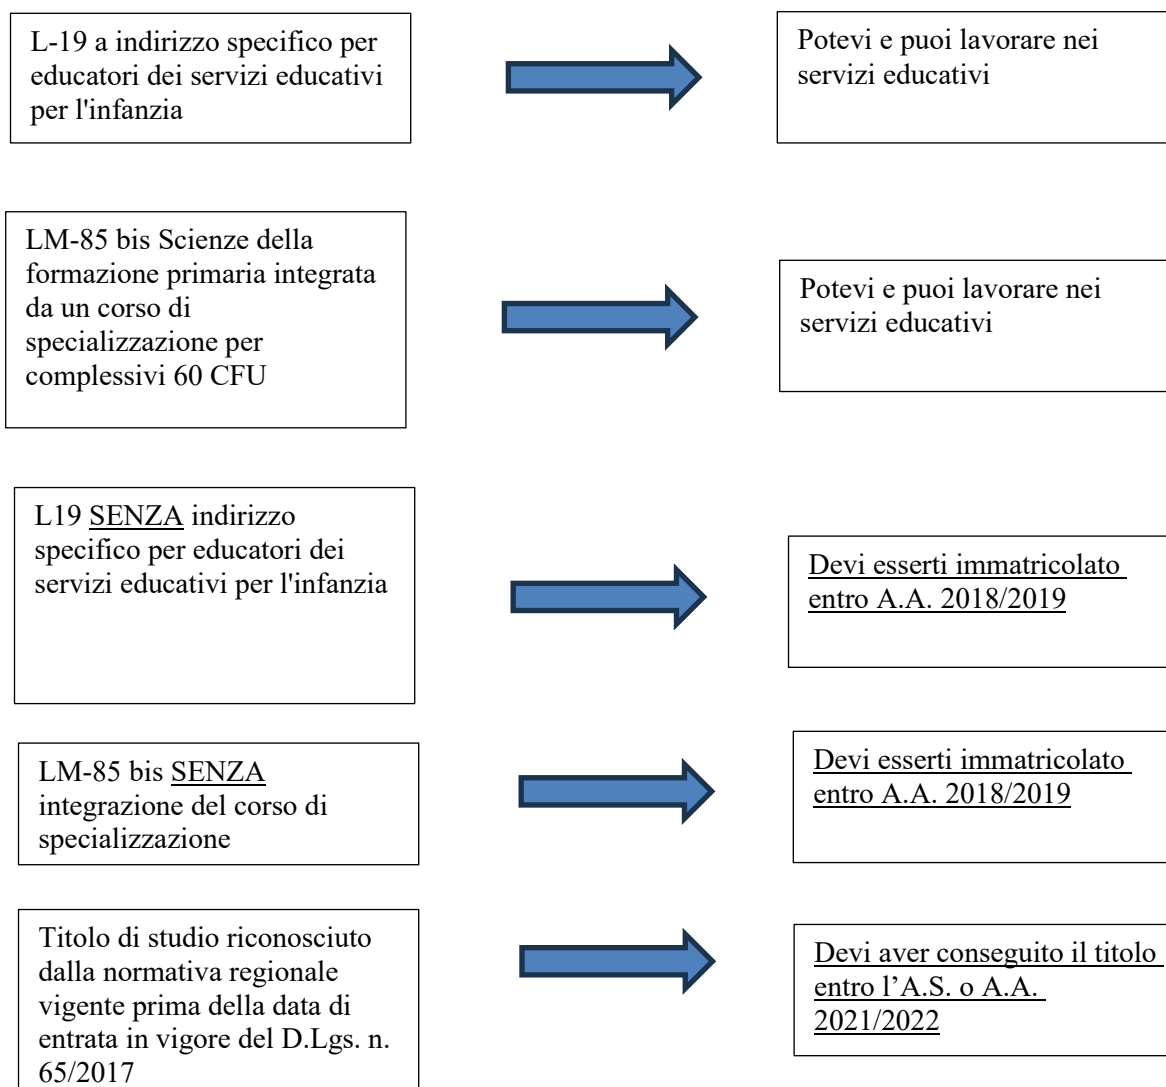 L-19 a indirizzo specifico per
educatori dei servizi educativi
per l'infanzia
Potevi e puoi lavorare nei
servizi educativi
LM-85 bis Scienze della
formazione primaria integrata
da un corso di
specializzazione per
complessivi 60 CFU
Potevi e puoi lavorare nei
servizi educativi
L19 SENZA indirizzo
specifico per educatori dei
servizi educativi per l'infanzia
Devi esserti immatricolato
entro A.A. 2018/2019
LM-85 bis SENZA
integrazione del corso di
specializzazione
Devi esserti immatricolato
entro A.A. 2018/2019
Titolo di studio riconosciuto
dalla normativa regionale
vigente prima della data di
entrata in vigore del D.Lgs. n.
65/2017
Devi aver conseguito il titolo
entro l’A.S. o A.A.
2021/2022